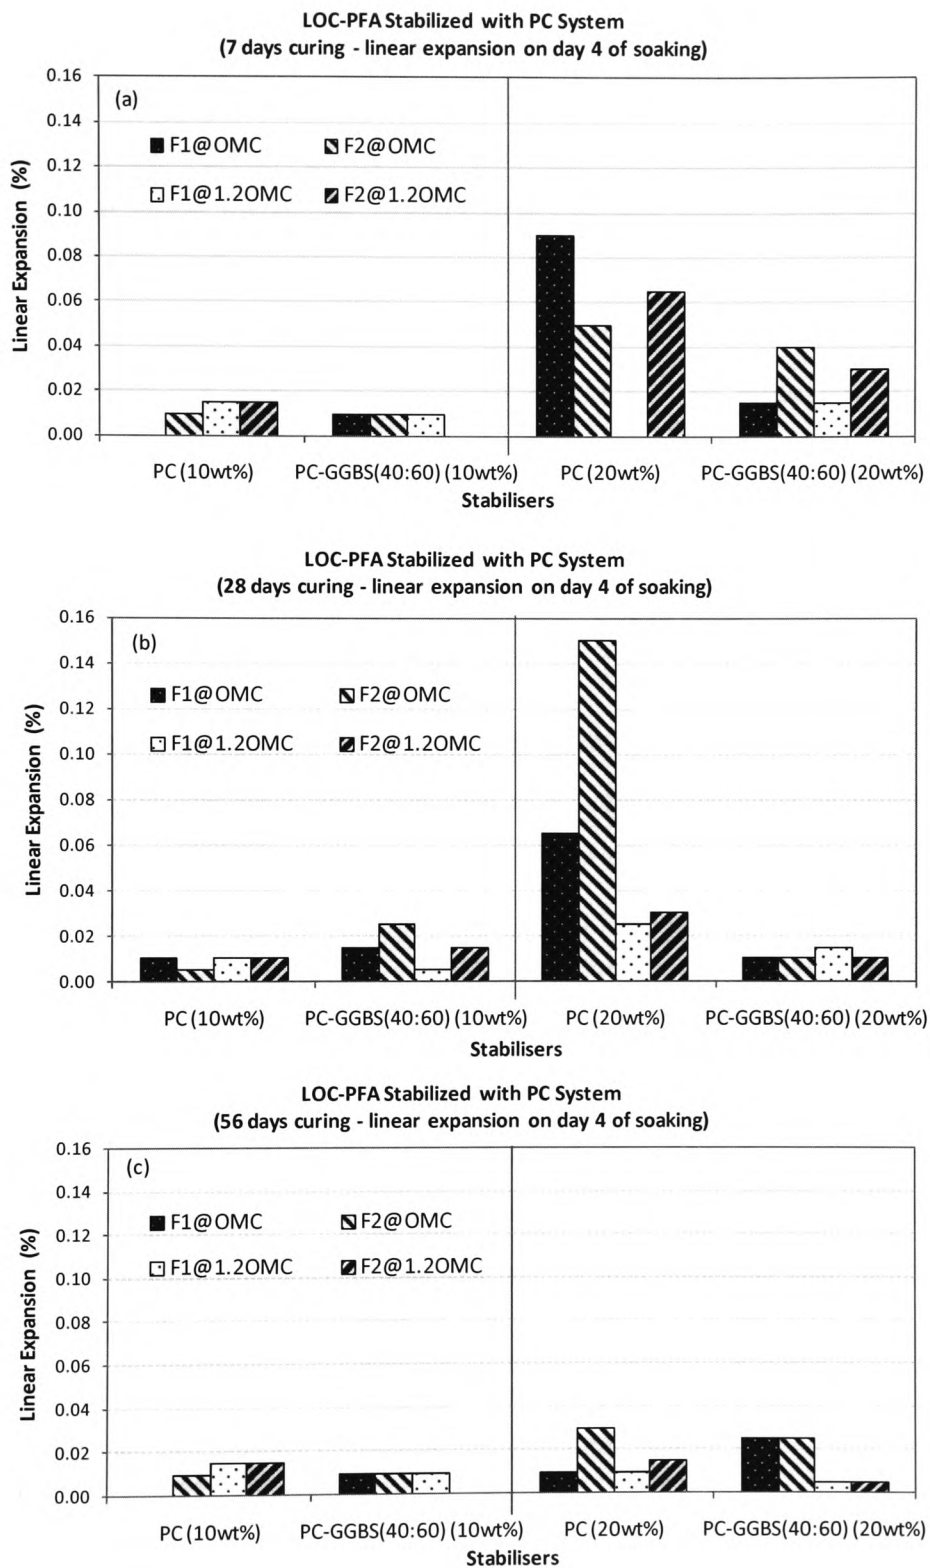 LOC-PFA Stabilized with PC System
(7 days curing - linear expansion on day 4 of soaking)
(a)
F1@OMC F2@OMC
F1@1.2OMC F2@1.2OMC
0.16
0.14
0.12
0.10
0.08
0.06
0.04
0.02
0.00
Linear Expansion (%)
PC (10wt%) PC-GGBS(40:60) (10wt%) PC (20wt%) PC-GGBS(40:60) (20wt%)
Stabilisers
LOC-PFA Stabilized with PC System
(28 days curing - linear expansion on day 4 of soaking)
(b)
F1@OMC F2@OMC
F1@1.2OMC F2@1.2OMC
0.16
0.14
0.12
0.10
0.08
0.06
0.04
0.02
0.00
Linear Expansion (%)
PC (10wt%) PC-GGBS(40:60) (10wt%) PC (20wt%) PC-GGBS(40:60) (20wt%)
Stabilisers
LOC-PFA Stabilized with PC System
(56 days curing - linear expansion on day 4 of soaking)
(c)
F1@OMC F2@OMC
F1@1.2OMC F2@1.2OMC
0.16
0.14
0.12
0.10
0.08
0.06
0.04
0.02
0.00
Linear Expansion (%)
PC (10wt%) PC-GGBS(40:60) (10wt%) PC (20wt%) PC-GGBS(40:60) (20wt%)
Stabilisers